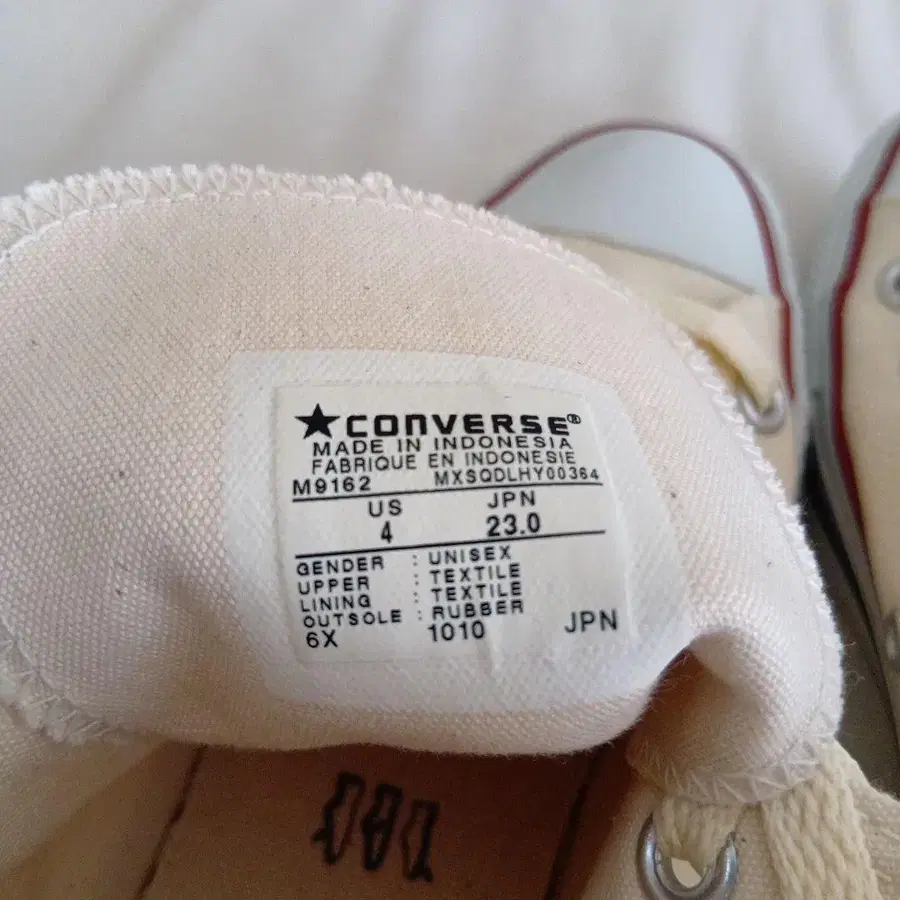 ★CONVERSE®
MADE IN INDONESIA
FABRIQUE EN INDONESIE
M9162 MXSQDLHY00364
US JPN
4 23.0
GENDER : UNISEX
UPPER : TEXTILE
LINING : TEXTILE
OUTSOLE : RUBBER
6X 1010 JPN